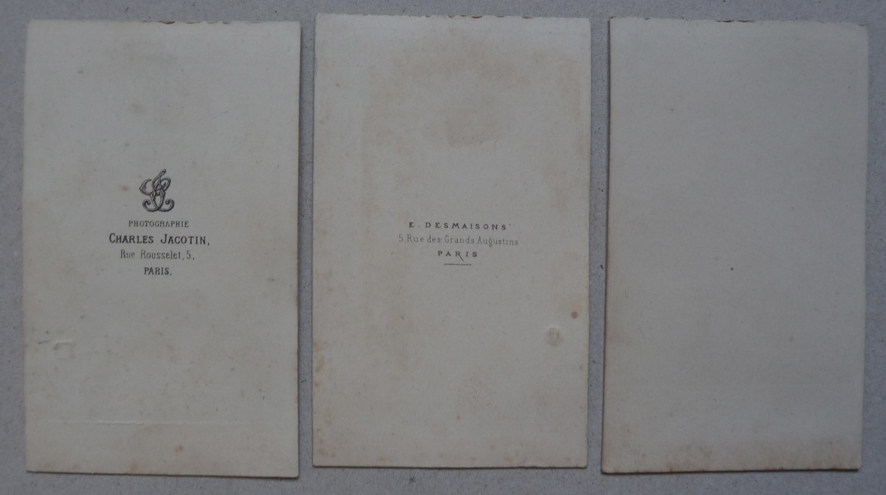 PHOTOGRAPHIE
CHARLES JACOTIN,
Rue Rousselet, 5,
PARIS.
E. DESMAISONS
5, Rue des Grands Augustins
PARIS